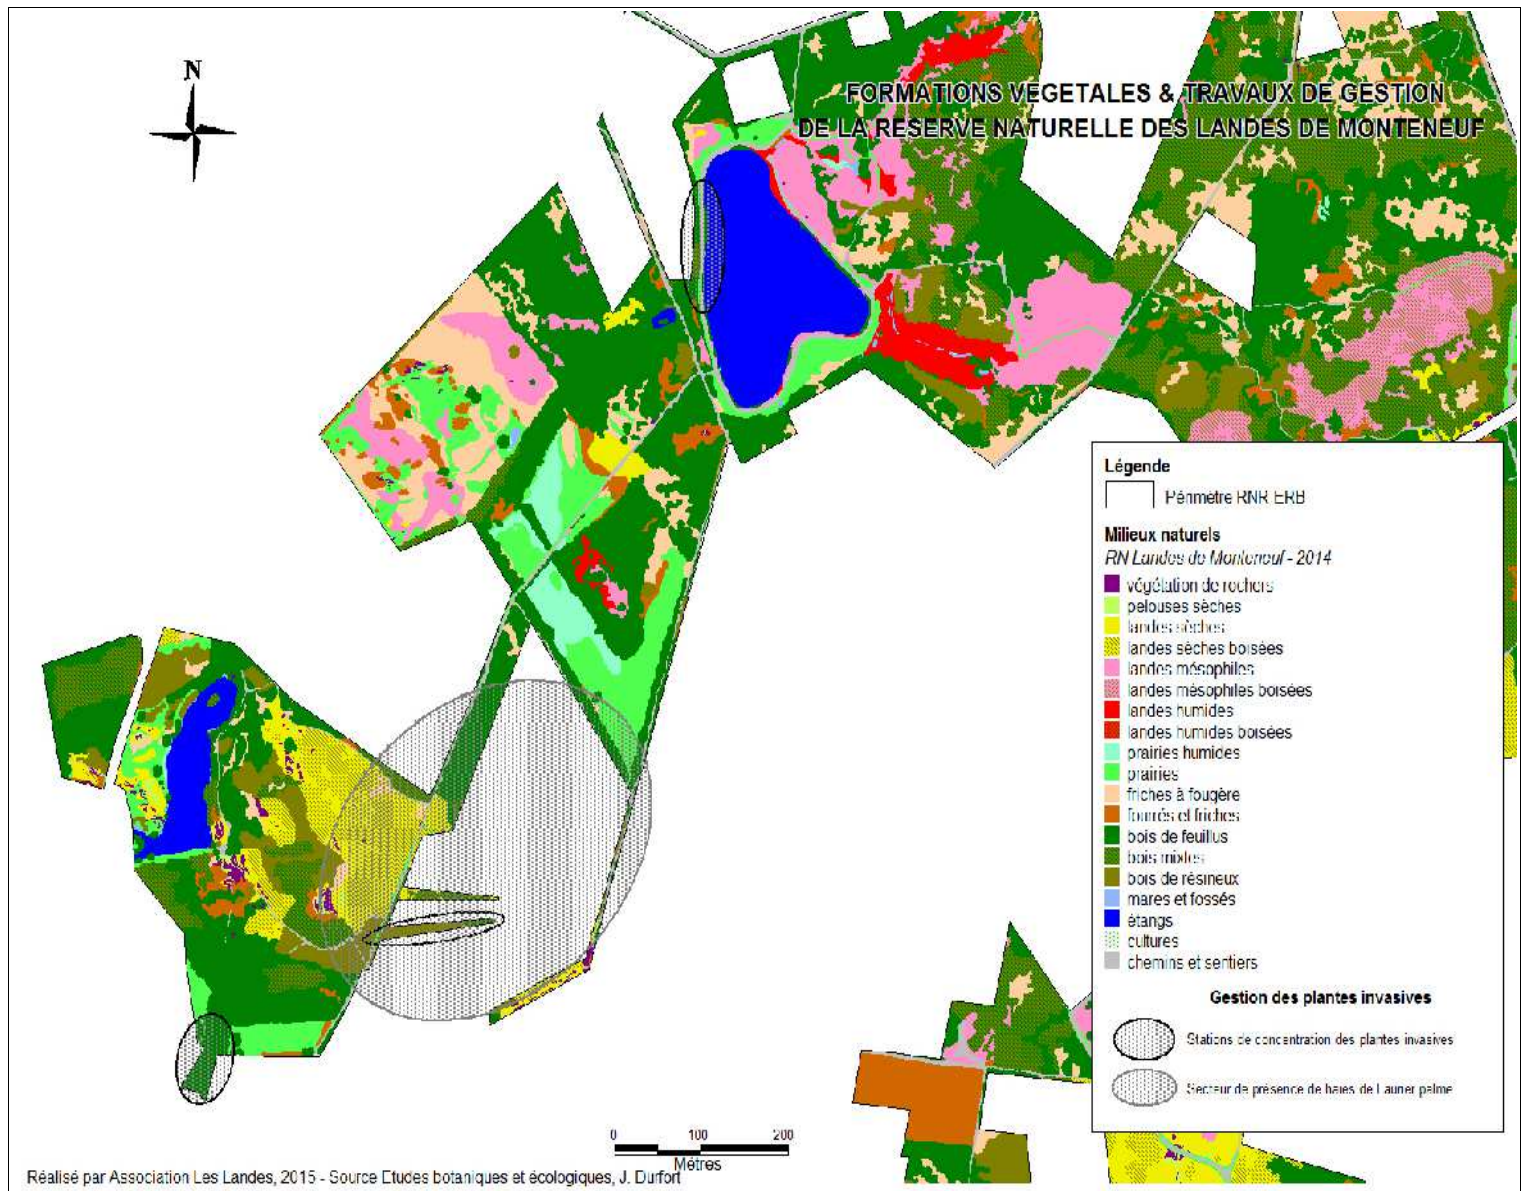 N
FORMATIONS VEGETALES & TRAVAUX DE GESTION
DE LA RESERVE NATURELLE DES LANDES DE MONTENEUF
Légende
Périmètre RNR ERB
Milieux naturels
RN Landes de Monteneuf - 2014
végétation de rochers
pelouses sèches
landes sèches
landes sèches boisées
landes mésophiles
landes mésophiles boisées
landes humides
landes humides boisées
prairies humides
prairies
friches à fougère
fourrés et friches
bois de feuillus
bois mixtes
bois de résineux
mares et fossés
étangs
cultures
chemins et sentiers
Gestion des plantes invasives
Stations de concentration des plantes invasives
Secteur de présence de haies de Laurier palme
0 100 200
Mètres
Réalisé par Association Les Landes, 2015 - Source Etudes botaniques et écologiques, J. Durfort